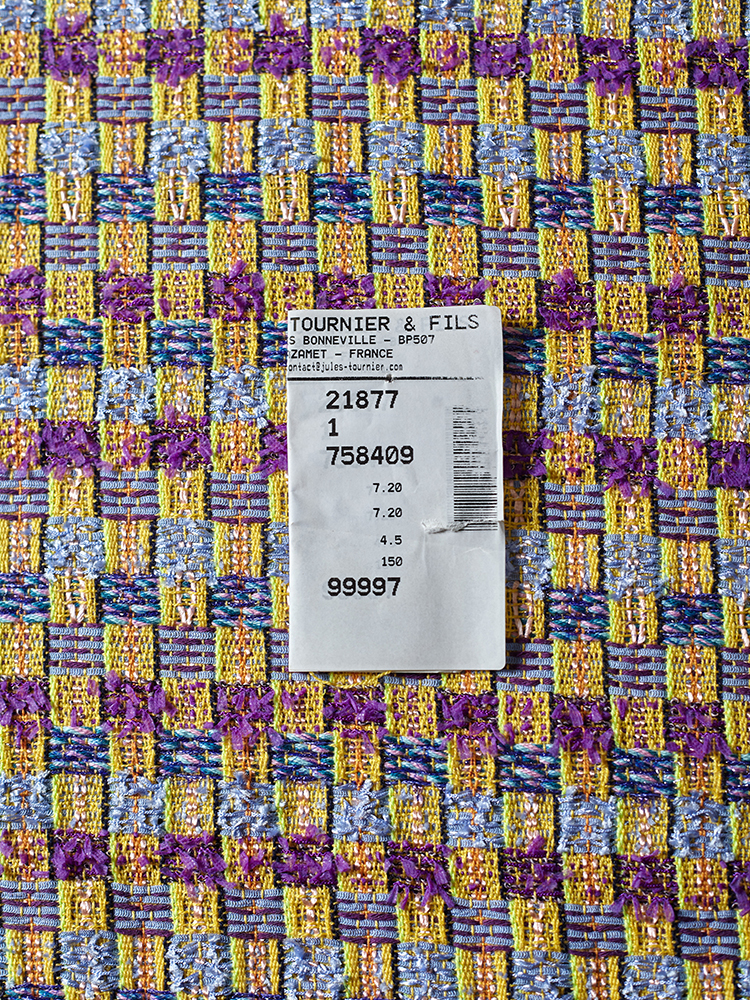 TOURNIER & FILS
S BONNEVILLE - BP507
ZAMET - FRANCE
ontact@jules-tournier.com
21877
1
758409
7.20
7.20
4.5
150
99997